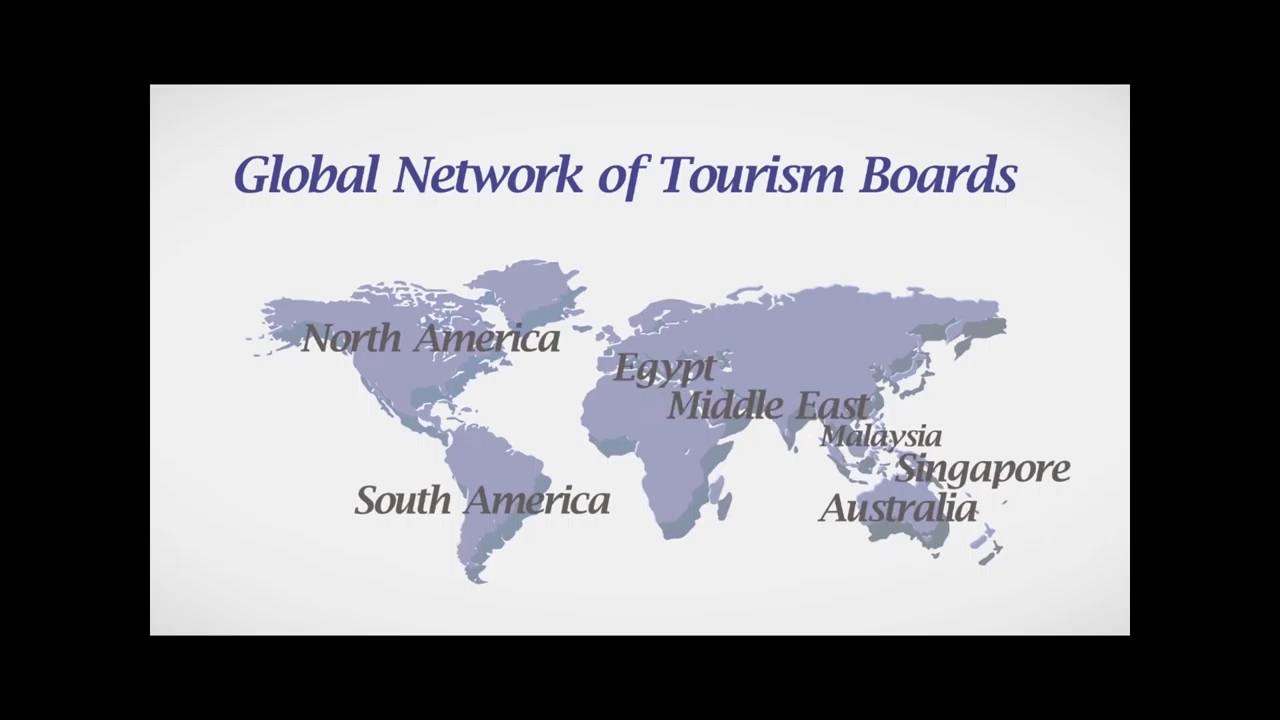 Global Network of Tourism Boards
North America
Egypt
Middle East
Malaysia
Singapore
South America
Australia